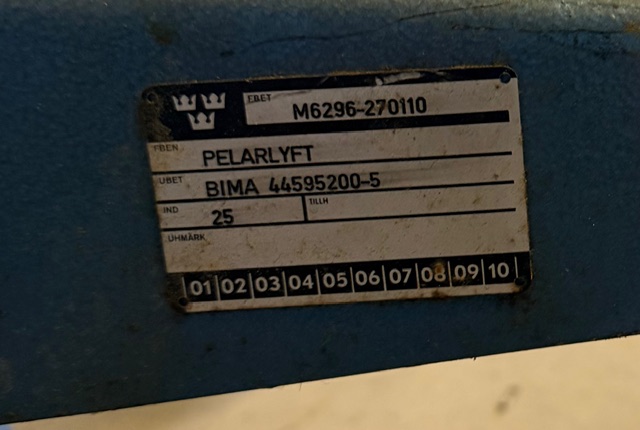 FBET M6296-270110
FBEN PELARLYFT
UBET BIMA 44595200-5
IND 25 TILLH
UHMÄRK
01 02 03 04 05 06 07 08 09 10